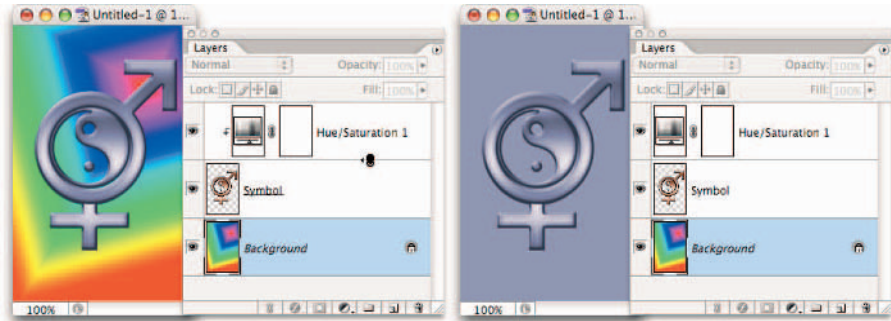 Untitled-1 @ 1...
Layers
Normal
Opacity: 100%
Lock:
Fill: 100%
Hue/Saturation 1
Symbol
Background
100%
Untitled-1 @ 1...
Layers
Normal
Opacity: 100%
Lock:
Fill: 100%
Hue/Saturation 1
Symbol
Background
100%